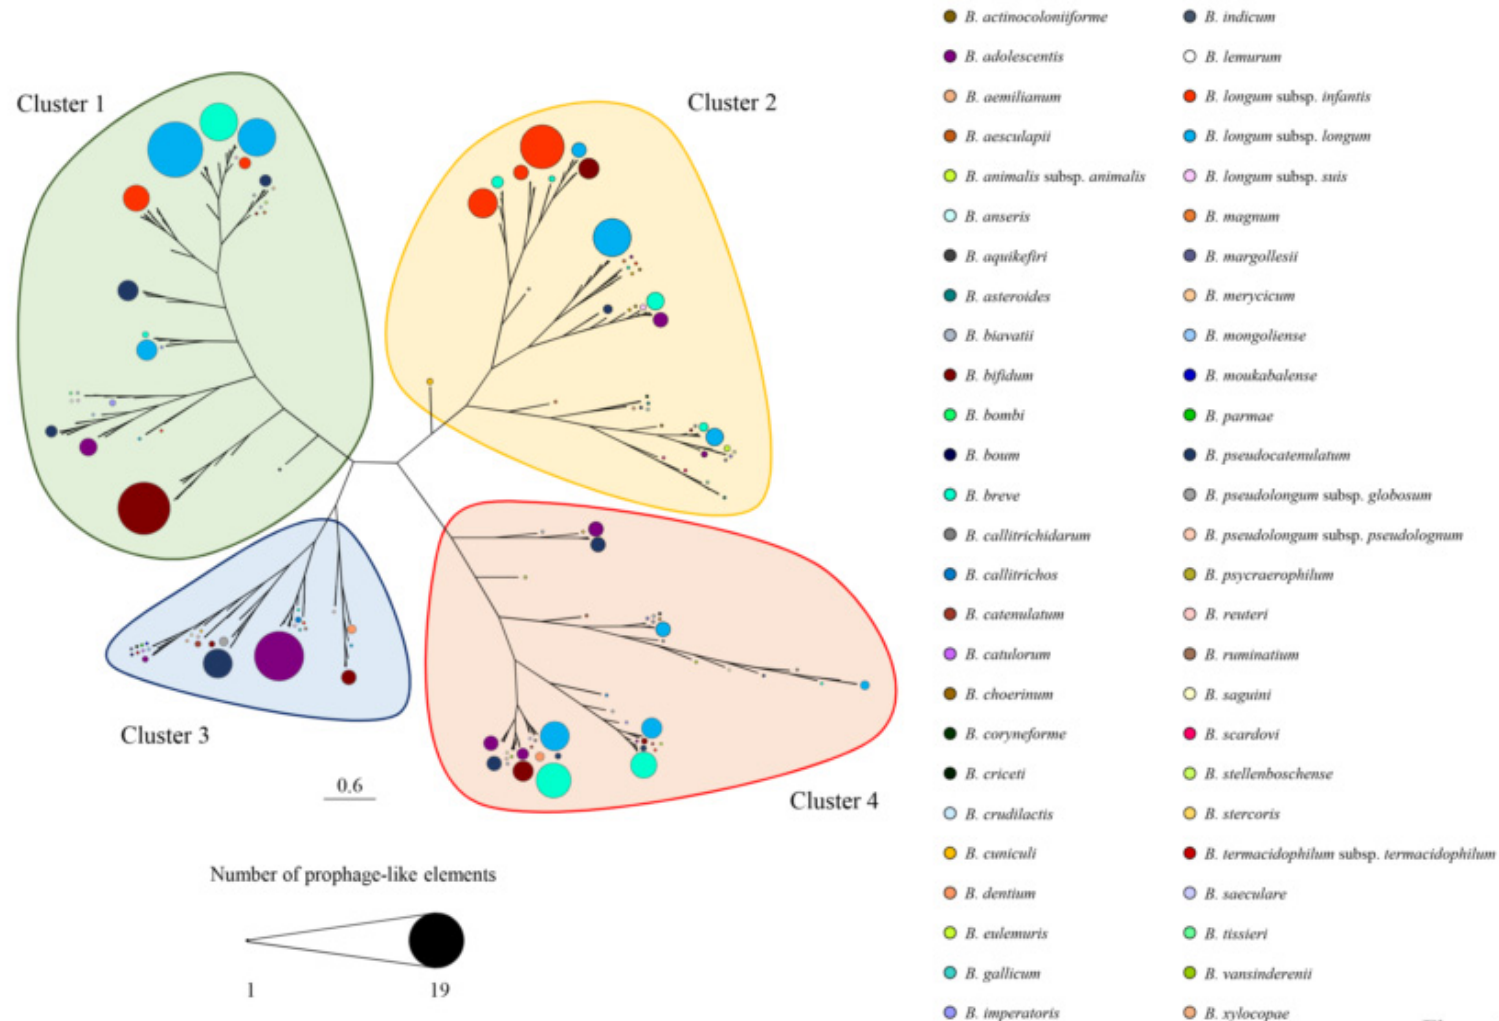 Cluster 1
Cluster 2
Cluster 3
Cluster 4
0.6
Number of prophage-like elements
1
19
B. actinocoloniiforme
B. adolescentis
B. aemilianum
B. aesculapii
B. animalis subsp. animalis
B. anseris
B. aquikefiri
B. asteroides
B. biavatii
B. bifidum
B. bombi
B. boum
B. breve
B. callitrichidarum
B. callitrichos
B. catenulatum
B. catulorum
B. choerinum
B. coryneforme
B. criceti
B. crudilactis
B. cuniculi
B. dentium
B. eulemuris
B. gallicum
B. imperatoris
B. indicum
B. lemurum
B. longum subsp. infantis
B. longum subsp. longum
B. longum subsp. suis
B. magnum
B. margollesii
B. merycicum
B. mongoliense
B. moukabalense
B. parmae
B. pseudocatenulatum
B. pseudolongum subsp. globosum
B. pseudolongum subsp. pseudolognum
B. psycraerophilum
B. reuteri
B. ruminatium
B. saguini
B. scardovi
B. stellenboschense
B. stercoris
B. termacidophilum subsp. termacidophilum
B. saeculare
B. tissieri
B. vansinderenii
B. xylocopae